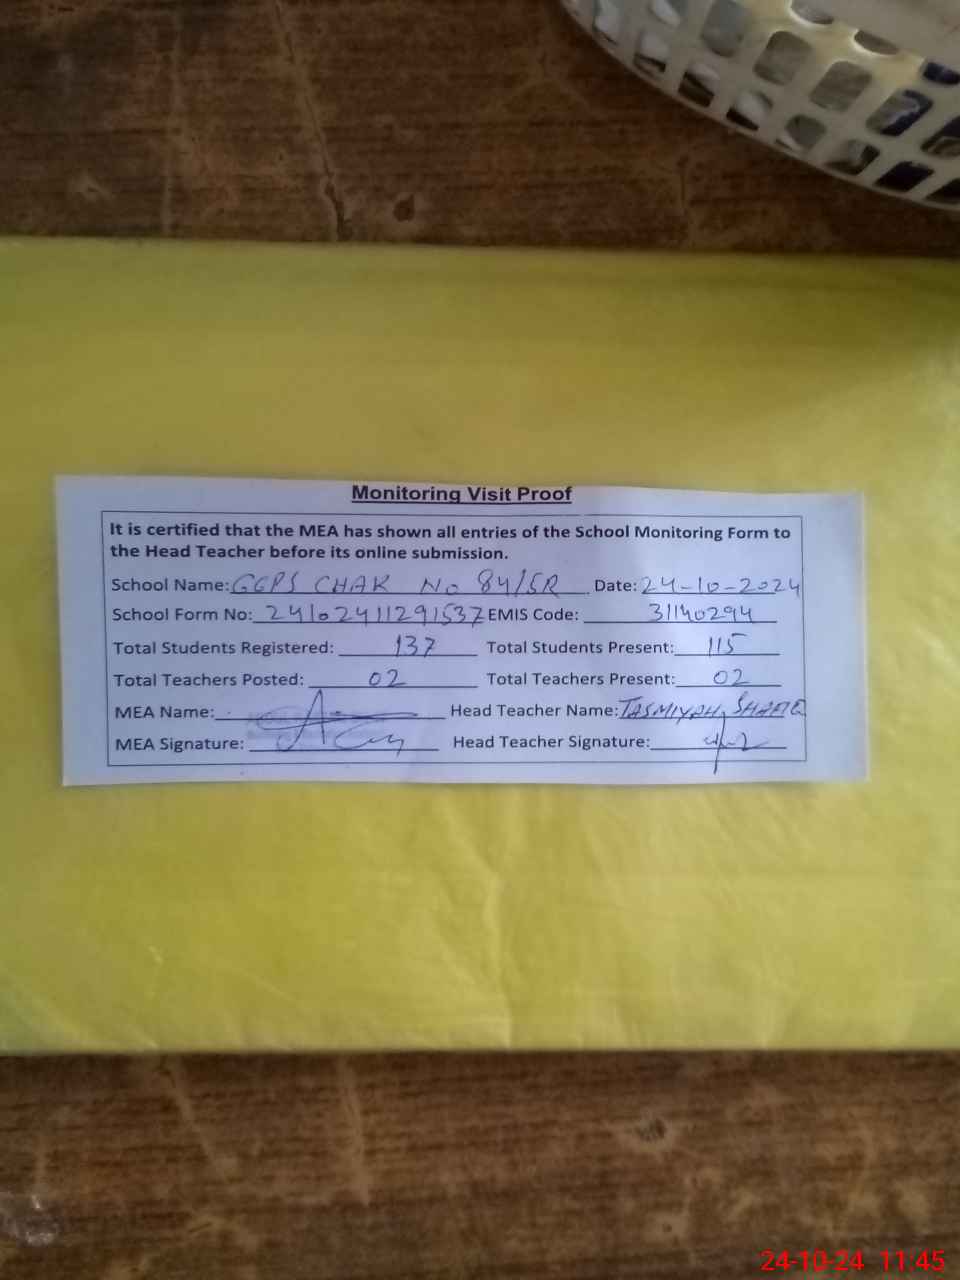 Monitoring Visit Proof
It is certified that the MEA has shown all entries of the School Monitoring Form to
the Head Teacher before its online submission.
School Name: GGPS CHAK No 84/5R Date: 24-10-2024
School Form No: 24102411291537 EMIS Code: 31140294
Total Students Registered: 137 Total Students Present: 115
Total Teachers Posted: 02 Total Teachers Present: 02
MEA Name: Head Teacher Name: TASMIYAH SHAFIQ
MEA Signature: Head Teacher Signature:
24-10-24 11:45